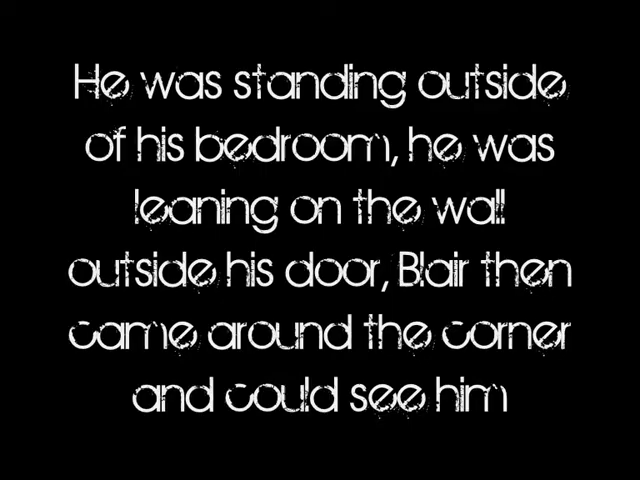 He was standing outside
of his bedroom, he was
leaning on the wall
outside his door, Blair then
came around the corner
and could see him